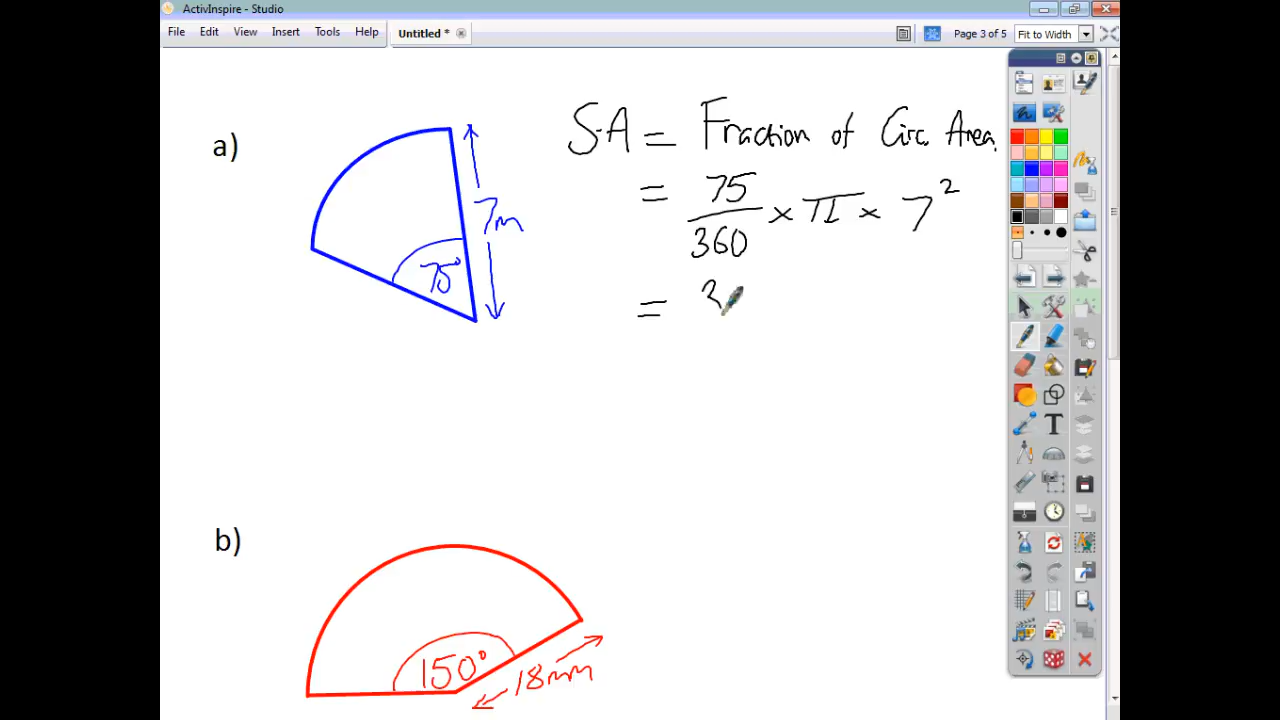 ActivInspire - Studio
File Edit View Insert Tools Help
Untitled *
Page 3 of 5
Fit to Width
a)
7m
75°
S.A = Fraction of Circ. Area.
= 75/360 × π × 7²
= 3
b)
150°
18mm
T